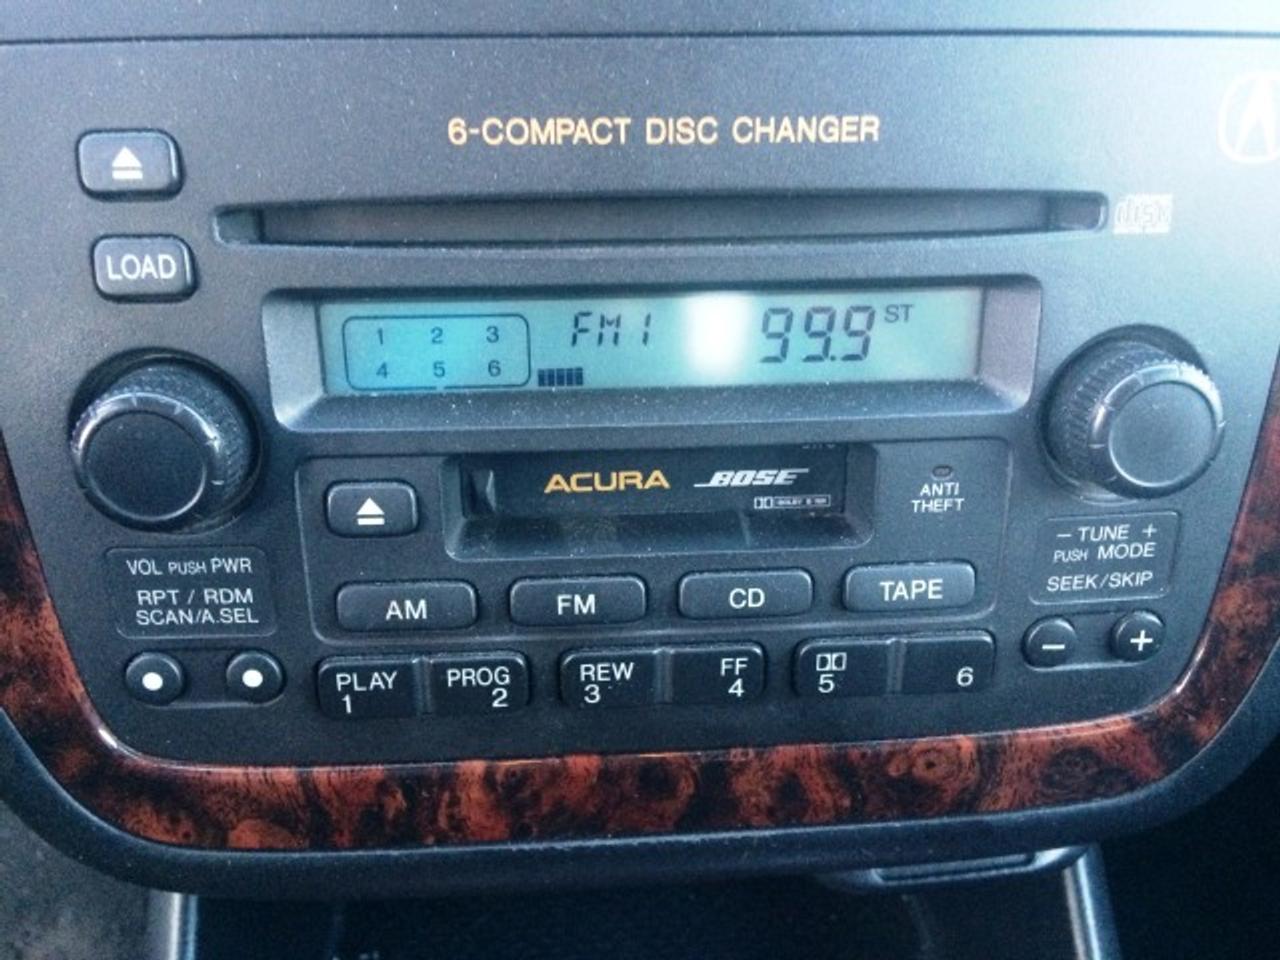 6-COMPACT DISC CHANGER
disc
LOAD
1 2 3
4 5 6
FM1
99.9 ST
ACURA BOSE
ANTI
THEFT
VOL PUSH PWR
RPT / RDM
SCAN/A.SEL
AM FM CD TAPE
- TUNE +
PUSH MODE
SEEK/SKIP
- +
PLAY PROG REW FF
1 2 3 4 5 6